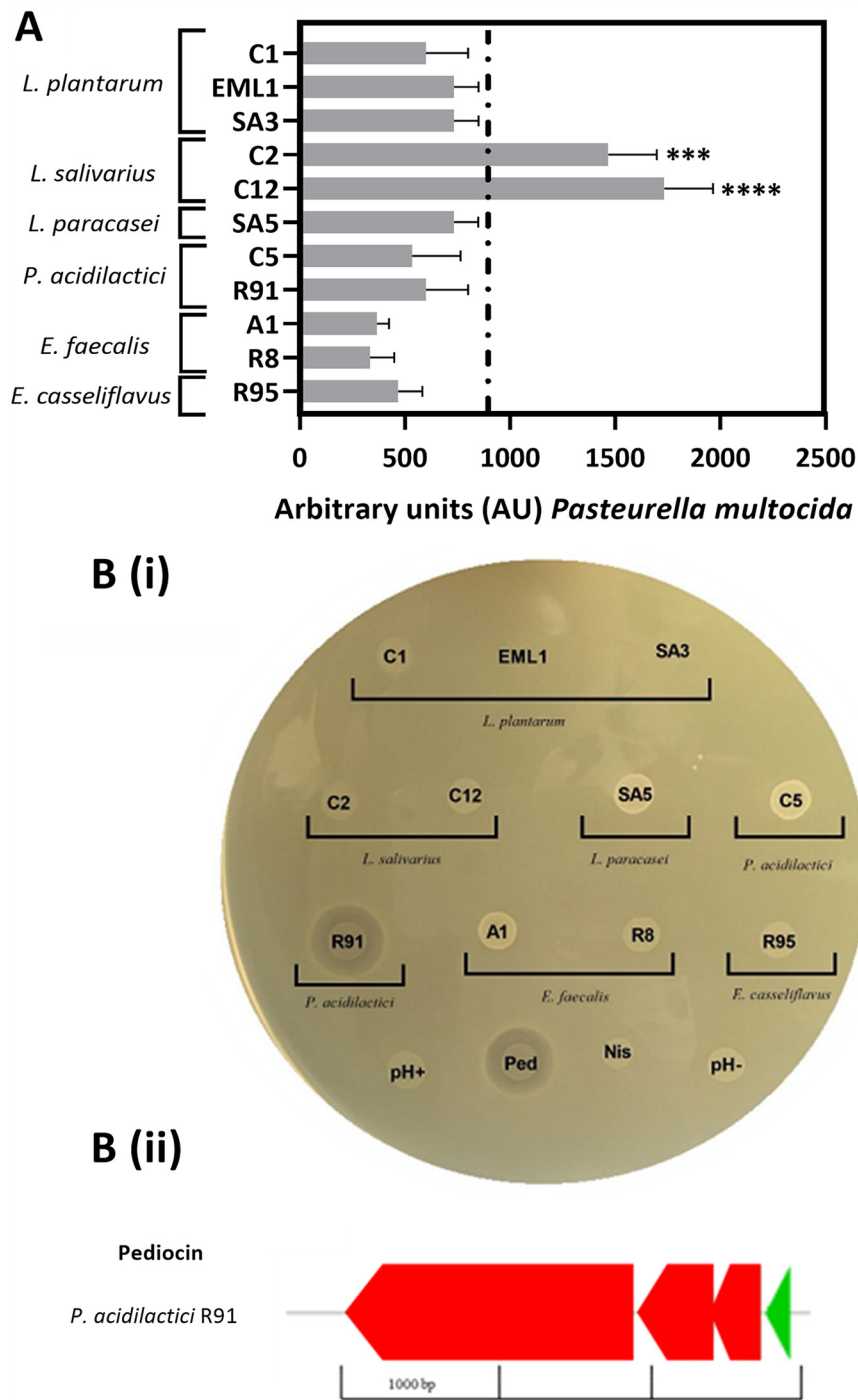 A
L. plantarum
C1
EML1
SA3
L. salivarius
C2 ***
C12 ****
L. paracasei
SA5
P. acidilactici
C5
R91
E. faecalis
A1
R8
E. casseliflavus
R95
0 500 1000 1500 2000 2500
Arbitrary units (AU) Pasteurella multocida
B (i)
C1 EML1 SA3
L. plantarum
C2 C12 SA5 C5
L. salivarius L. paracasei P. acidilactici
R91 A1 R8 R95
P. acidilactici E. faecalis E. casseliflavus
pH+ Ped Nis pH-
B (ii)
Pediocin
P. acidilactici R91
1000 bp